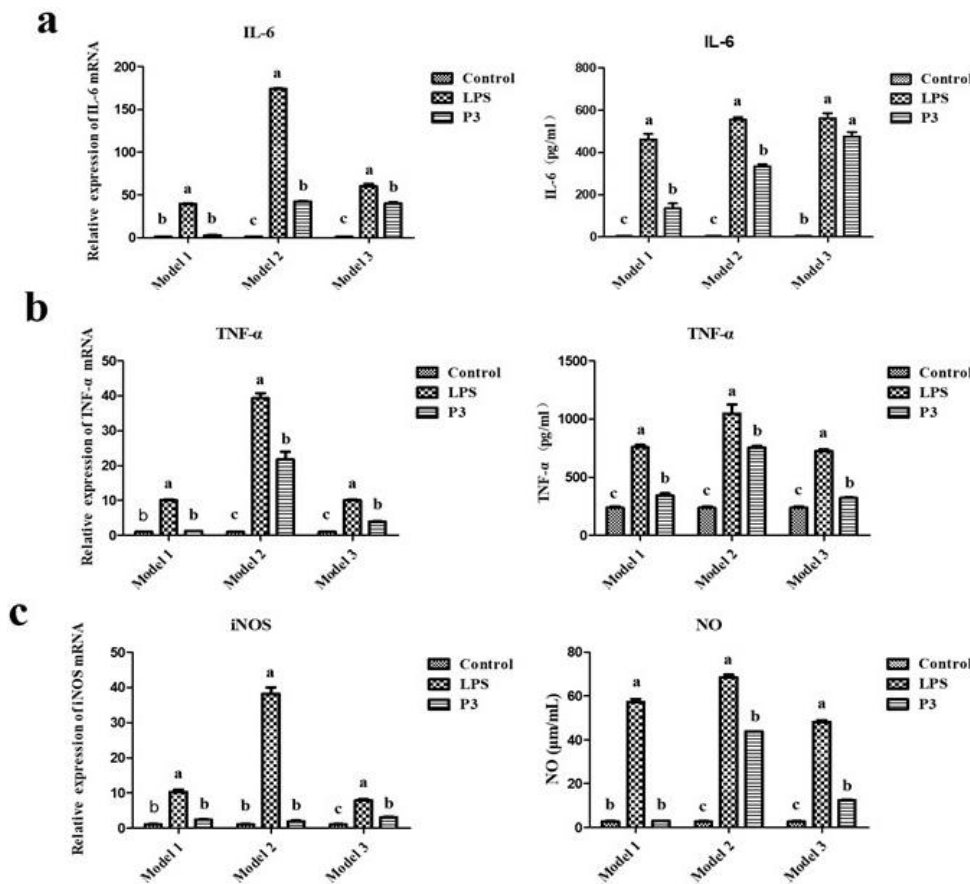 a
IL-6
Relative expression of IL-6 mRNA
200
150
100
50
0
b a b
c a b
c a b
Model 1
Model 2
Model 3
Control
LPS
P3
IL-6
IL-6 (pg/ml)
800
600
400
200
0
c a b
c a b
b a a
Model 1
Model 2
Model 3
Control
LPS
P3
b
TNF-α
Relative expression of TNF-α mRNA
50
40
30
20
10
0
b a b
c a b
c a b
Model 1
Model 2
Model 3
Control
LPS
P3
TNF-α
TNF-α (pg/ml)
1500
1000
500
0
c a b
c a b
c a b
Model 1
Model 2
Model 3
Control
LPS
P3
c
iNOS
Relative expression of iNOS mRNA
50
40
30
20
10
0
b a b
b a b
c a b
Model 1
Model 2
Model 3
Control
LPS
P3
NO
NO (μm/mL)
80
60
40
20
0
b a b
c a b
c a b
Model 1
Model 2
Model 3
Control
LPS
P3